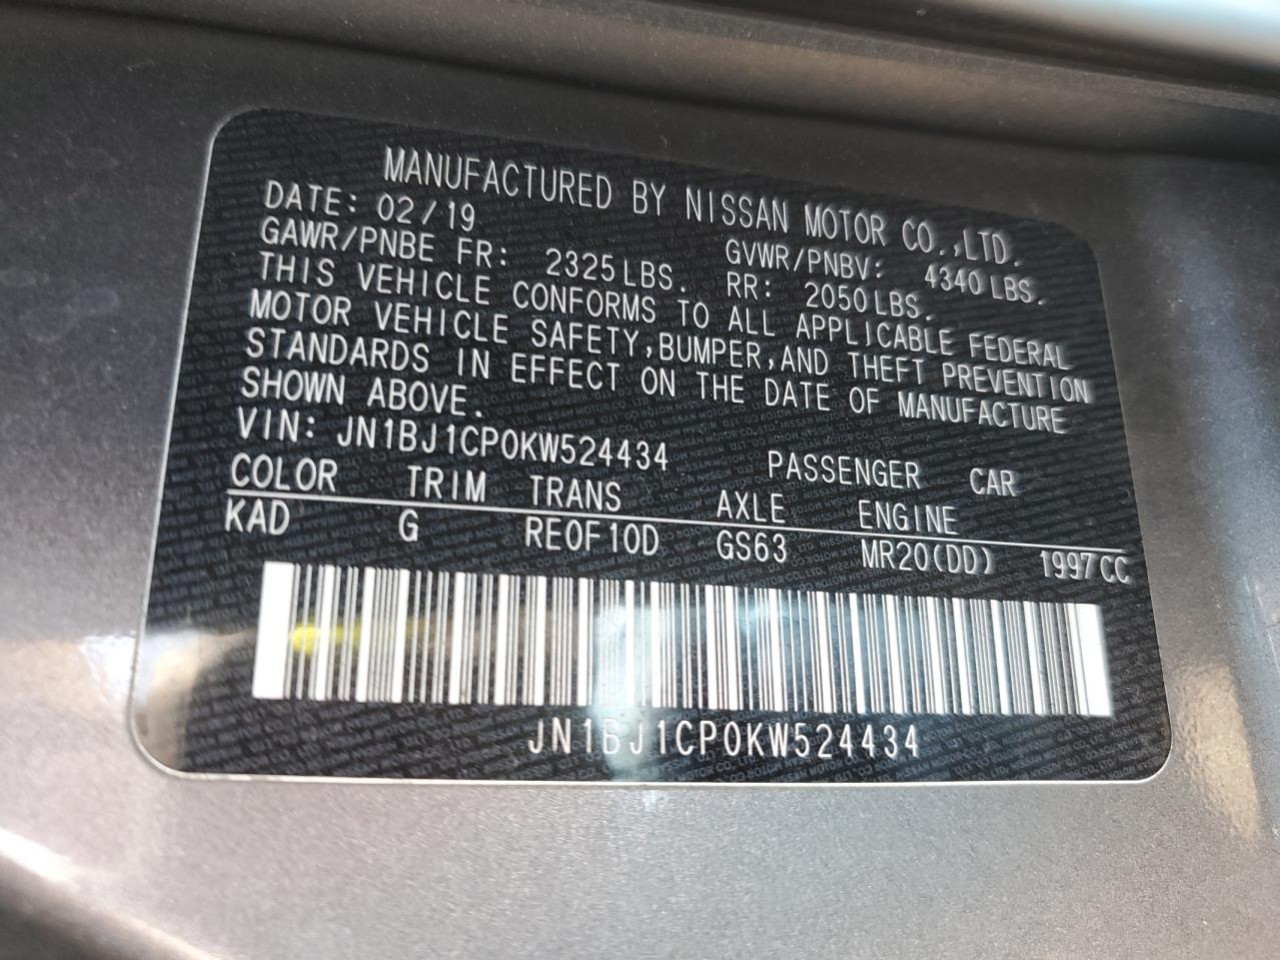 MANUFACTURED BY NISSAN MOTOR CO.,LTD.
DATE: 02/19 GVWR/PNBV: 4340 LBS.
GAWR/PNBE FR: 2325 LBS. RR: 2050 LBS.
THIS VEHICLE CONFORMS TO ALL APPLICABLE FEDERAL
MOTOR VEHICLE SAFETY,BUMPER,AND THEFT PREVENTION
STANDARDS IN EFFECT ON THE DATE OF MANUFACTURE
SHOWN ABOVE.
VIN: JN1BJ1CP0KW524434 PASSENGER CAR
COLOR TRIM TRANS AXLE ENGINE
KAD G RE0F10D GS63 MR20(DD) 1997 CC
JN1BJ1CP0KW524434